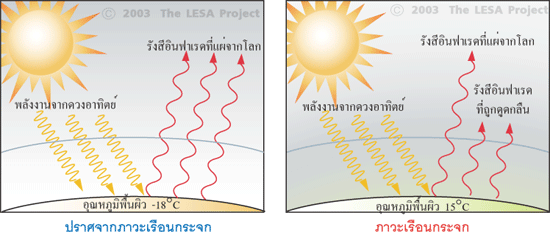 © 2003 The LESA Project
รังสีอินฟาเรดที่แผ่จากโลก
พลังงานจากดวงอาทิตย์
อุณหภูมิพื้นผิว -18°C
ปราศจากภาวะเรือนกระจก
© 2003 The LESA Project
รังสีอินฟาเรดที่แผ่จากโลก
รังสีอินฟาเรด
ที่ถูกดูดกลืน
พลังงานจากดวงอาทิตย์
อุณหภูมิพื้นผิว 15°C
ภาวะเรือนกระจก